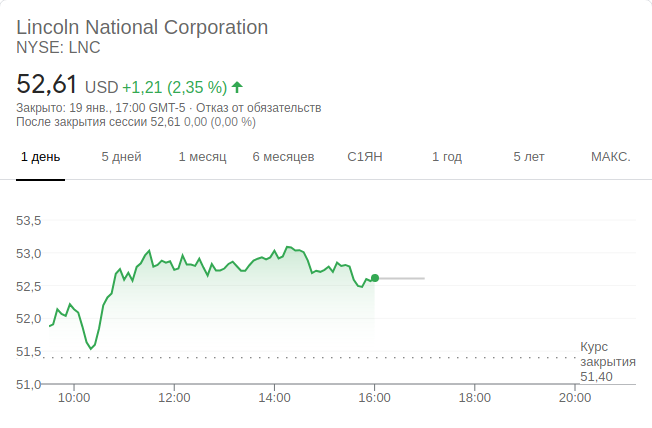 Lincoln National Corporation
NYSE: LNC
52,61 USD +1,21 (2,35 %)
Закрыто: 19 янв., 17:00 GMT-5 · Отказ от обязательств
После закрытия сессии 52,61 0,00 (0,00 %)
1 день 5 дней 1 месяц 6 месяцев С1ЯН 1 год 5 лет МАКС.
53,5
53,0
52,5
52,0
51,5
51,0
Курс
закрытия
51,40
10:00 12:00 14:00 16:00 18:00 20:00